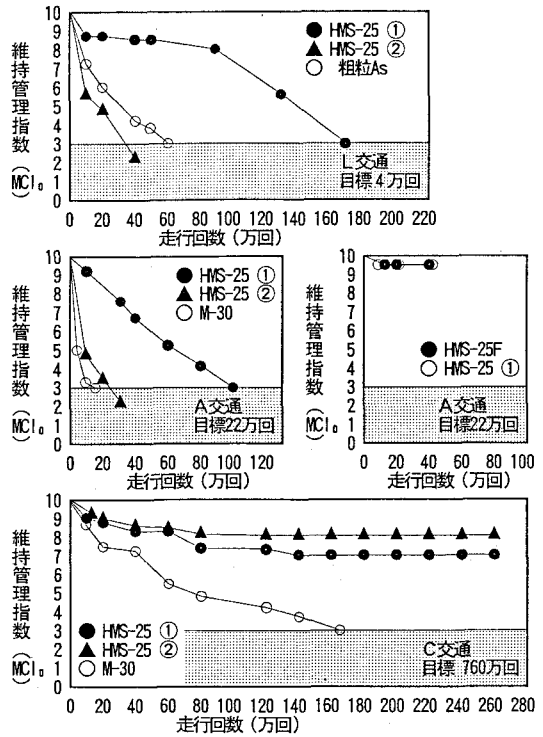 維持管理指数(MCI₀)
10
9
8
7
6
5
4
3
2
1
0
● HMS-25 ①
▲ HMS-25 ②
○ 粗粒As
L交通
目標4万回
0 20 40 60 80 100 120 140 160 180 200 220
走行回数(万回)
維持管理指数(MCI₀)
10
9
8
7
6
5
4
3
2
1
0
● HMS-25 ①
▲ HMS-25 ②
○ M-30
A交通
目標22万回
0 20 40 60 80 100 120
走行回数(万回)
維持管理指数(MCI₀)
10
9
8
7
6
5
4
3
2
1
0
● HMS-25F
○ HMS-25 ①
A交通
目標22万回
0 20 40 60 80 100
走行回数(万回)
維持管理指数(MCI₀)
10
9
8
7
6
5
4
3
2
1
0
● HMS-25 ①
▲ HMS-25 ②
○ M-30
C交通
目標 760万回
0 20 40 60 80 100 120 140 160 180 200 220 240 260 280
走行回数(万回)